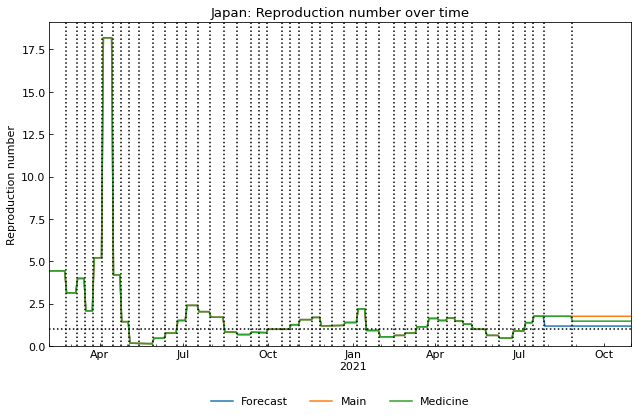 Japan: Reproduction number over time
Reproduction number
17.5
15.0
12.5
10.0
7.5
5.0
2.5
0.0
Apr Jul Oct Jan Apr Jul Oct
2021
Forecast Main Medicine